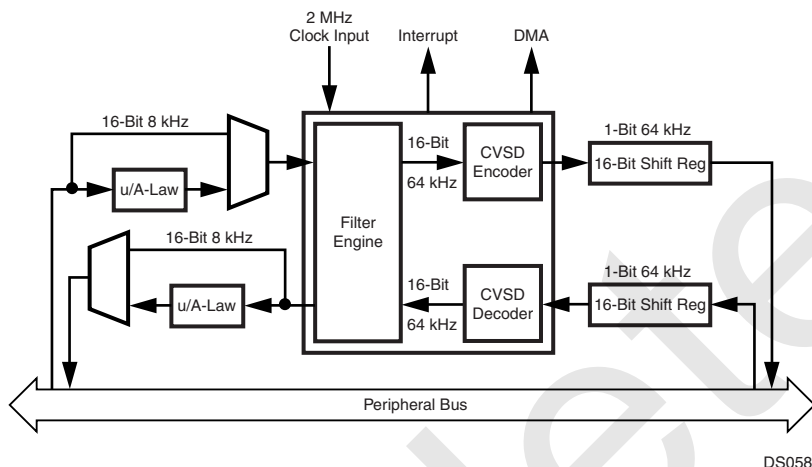 2 MHz
Clock Input
Interrupt
DMA
16-Bit 8 kHz
u/A-Law
Filter
Engine
16-Bit
64 kHz
CVSD
Encoder
1-Bit 64 kHz
16-Bit Shift Reg
16-Bit 8 kHz
u/A-Law
16-Bit
64 kHz
CVSD
Decoder
1-Bit 64 kHz
16-Bit Shift Reg
Peripheral Bus
DS058